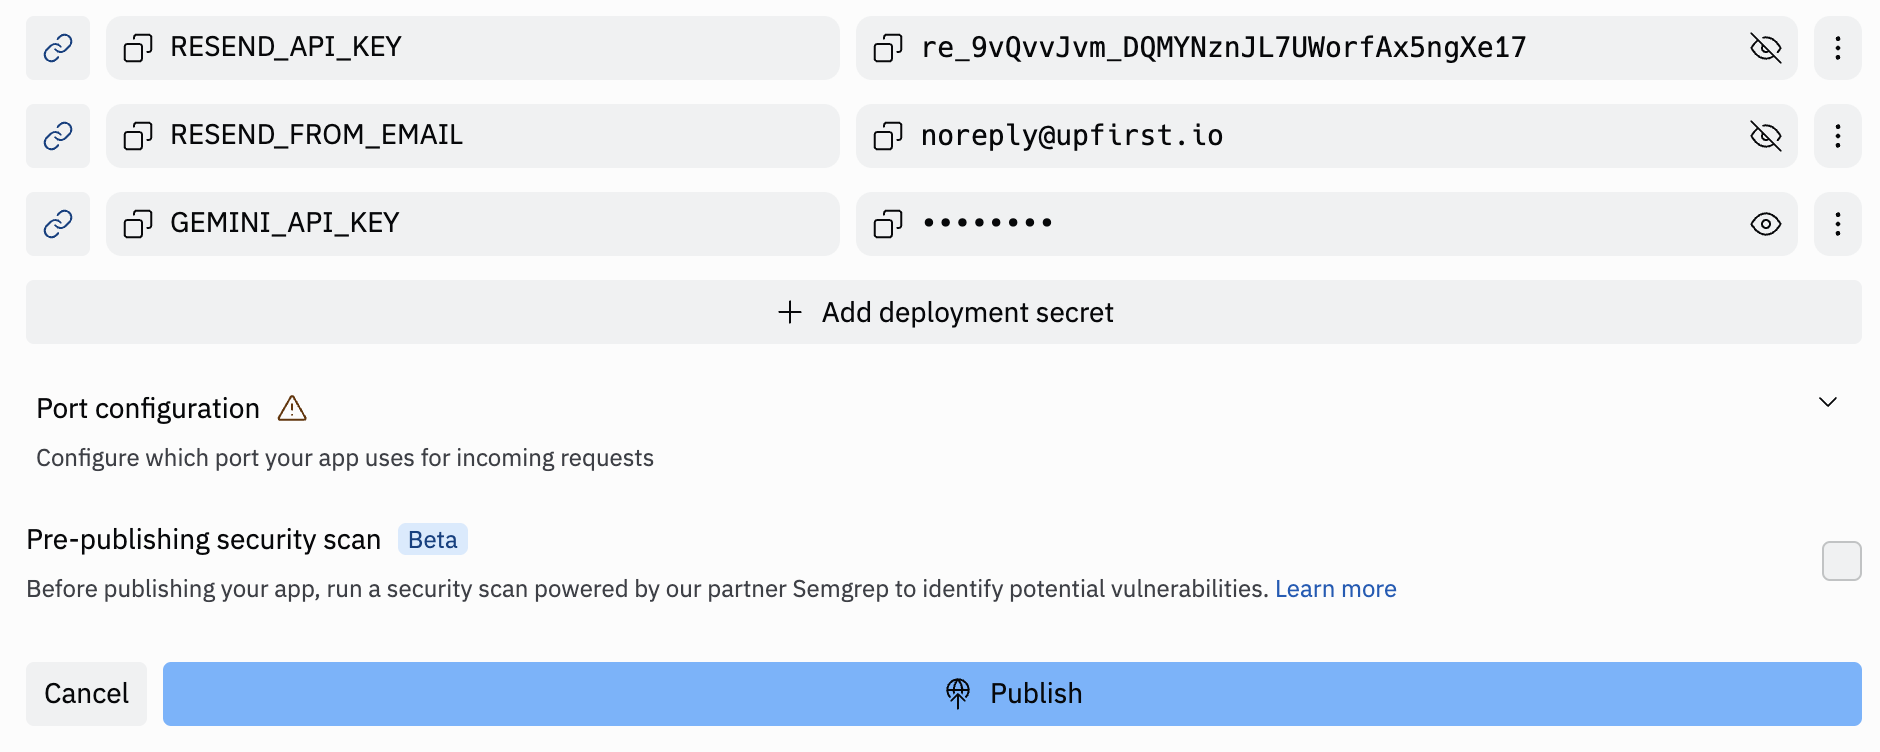 RESEND_API_KEY re_9vQvvJvm_DQMYNznJL7UWorfAx5ngXe17
RESEND_FROM_EMAIL noreply@upfirst.io
GEMINI_API_KEY ••••••••
Add deployment secret
Port configuration
Configure which port your app uses for incoming requests
Pre-publishing security scan Beta
Before publishing your app, run a security scan powered by our partner Semgrep to identify potential vulnerabilities. Learn more
Cancel Publish